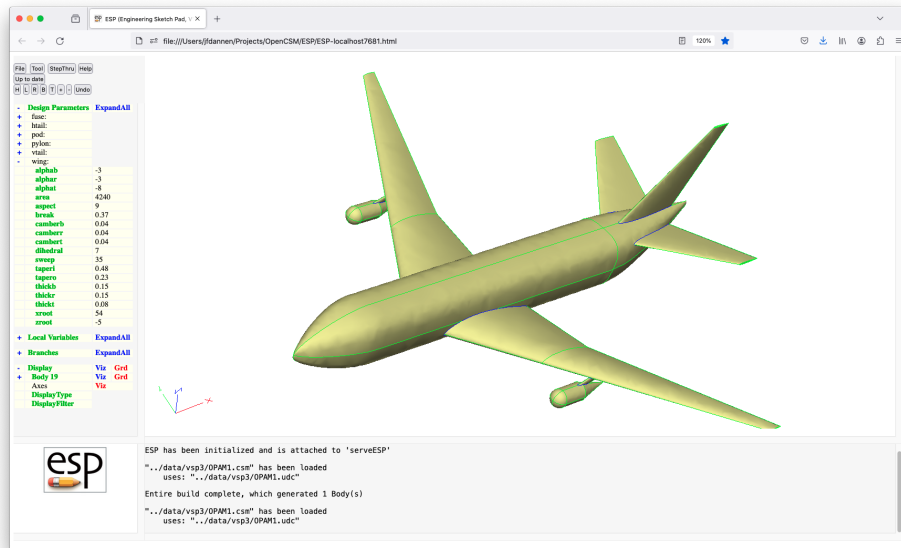 ESP (Engineering Sketch Pad, v
file:///Users/jfdannen/Projects/OpenCSM/ESP/ESP-localhost7681.html
120%
File Tool StepThru Help
Up to date
H L R B T + - Undo
- Design Parameters ExpandAll
+ fuse:
+ htail:
+ pod:
+ pylon:
+ vtail:
- wing:
alphab -3
alphar -3
alphat -8
area 4240
aspect 9
break 0.37
camberb 0.04
camberr 0.04
cambert 0.04
dihedral 7
sweep 35
taperi 0.48
tapero 0.23
thickb 0.15
thickr 0.15
thickt 0.08
xroot 54
zroot -5
+ Local Variables ExpandAll
+ Branches ExpandAll
- Display Viz Grd
+ Body 19 Viz Grd
Axes Viz
DisplayType
DisplayFilter
esp
ESP has been initialized and is attached to 'serveESP'
"../data/vsp3/OPAM1.csm" has been loaded
uses: "../data/vsp3/OPAM1.udc"
Entire build complete, which generated 1 Body(s)
"../data/vsp3/OPAM1.csm" has been loaded
uses: "../data/vsp3/OPAM1.udc"